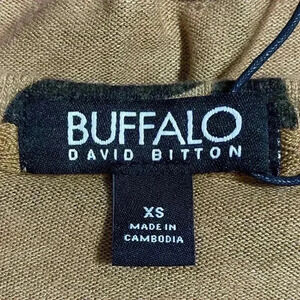 BUFFALO
DAVID BITTON
XS
MADE IN
CAMBODIA